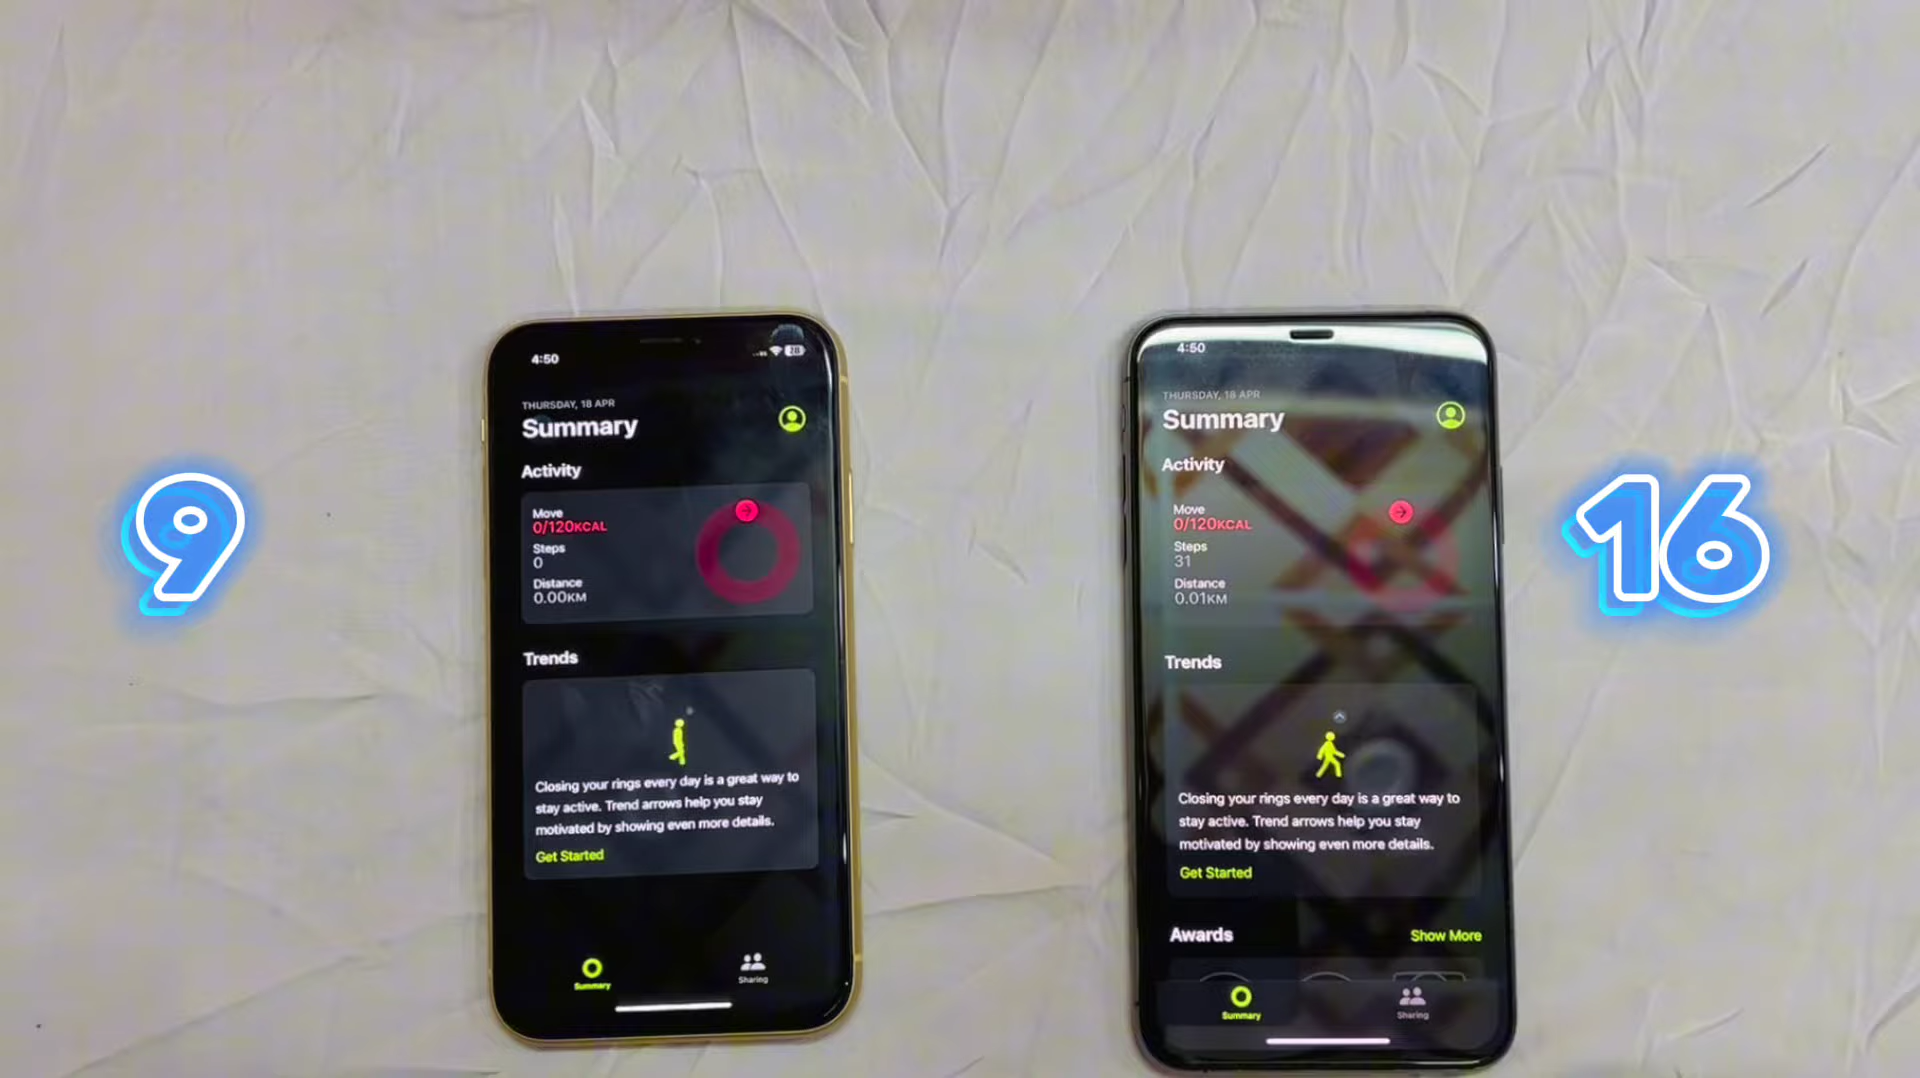 9
4:50
28
THURSDAY, 18 APR
Summary
Activity
Move
0/120KCAL
Steps
0
Distance
0.00KM
Trends
Closing your rings every day is a great way to
stay active. Trend arrows help you stay
motivated by showing even more details.
Get Started
Summary
Sharing
4:50
THURSDAY, 18 APR
Summary
Activity
Move
0/120KCAL
Steps
31
Distance
0.01KM
Trends
Closing your rings every day is a great way to
stay active. Trend arrows help you stay
motivated by showing even more details.
Get Started
Awards
Show More
Summary
Sharing
16